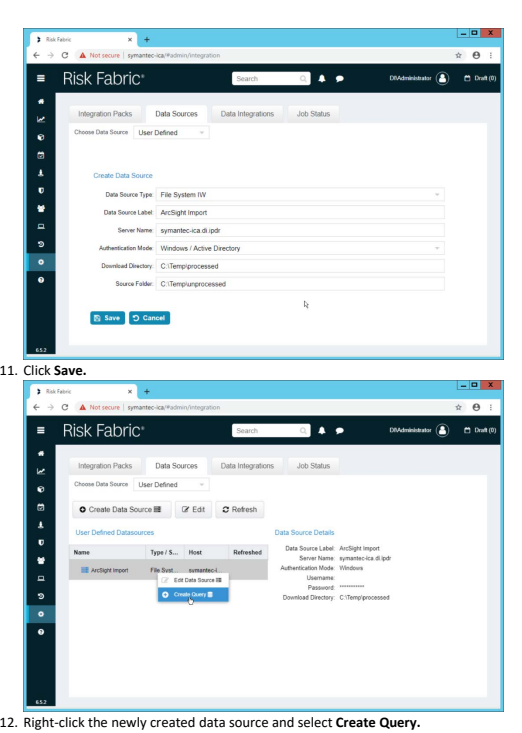 Risk Fabric
Not secure | symantec-ica/#admin/integration
Risk Fabric®
Search
DI\Administrator
Draft (0)
Integration Packs
Data Sources
Data Integrations
Job Status
Choose Data Source
User Defined
Create Data Source
Data Source Type: File System IW
Data Source Label: ArcSight Import
Server Name: symantec-ica.di.ipdr
Authentication Mode: Windows / Active Directory
Download Directory: C:\Temp\processed
Source Folder: C:\Temp\unprocessed
Save
Cancel
6.5.2
11. Click Save.
Risk Fabric
Not secure | symantec-ica/#admin/integration
Risk Fabric®
Search
DI\Administrator
Draft (0)
Integration Packs
Data Sources
Data Integrations
Job Status
Choose Data Source
User Defined
Create Data Source
Edit
Refresh
User Defined Datasources
Data Source Details
Name
Type / S...
Host
Refreshed
ArcSight Import
File Syst...
symantec-i...
Edit Data Source
Create Query
Data Source Label: ArcSight Import
Server Name: symantec-ica.di.ipdr
Authentication Mode: Windows
Username:
Password: ***********
Download Directory: C:\Temp\processed
6.5.2
12. Right-click the newly created data source and select Create Query.